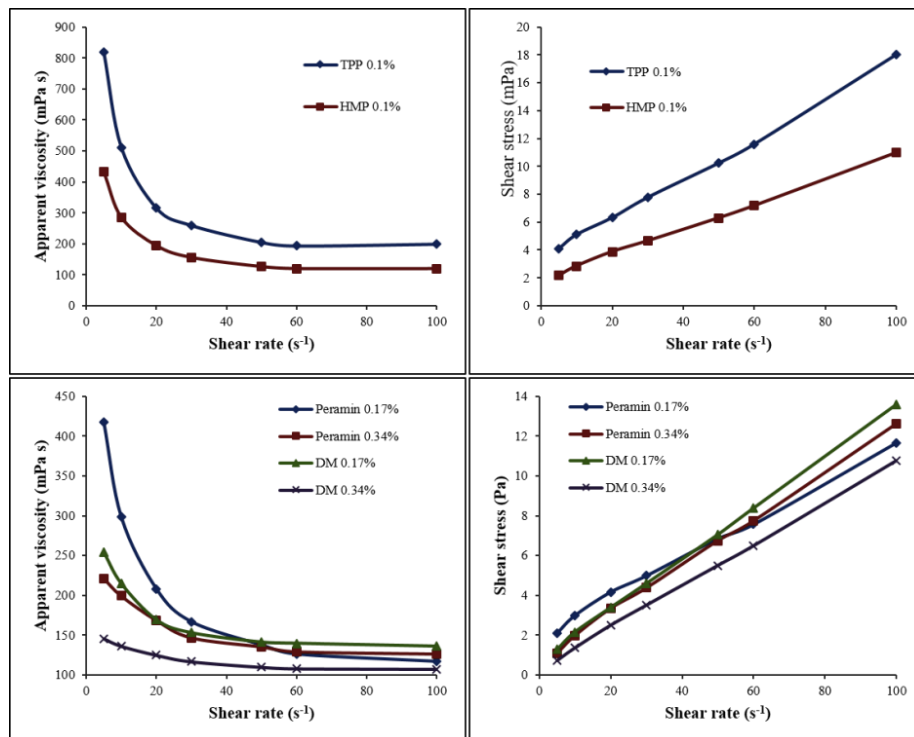 Apparent viscosity (mPa s)
900
800
700
600
500
400
300
200
100
0
0 20 40 60 80 100
Shear rate (s-1)
TPP 0.1%
HMP 0.1%
Shear stress (mPa)
20
18
16
14
12
10
8
6
4
2
0
0 20 40 60 80 100
Shear rate (s-1)
TPP 0.1%
HMP 0.1%
Apparent viscosity (mPa s)
450
400
350
300
250
200
150
100
0 20 40 60 80 100
Shear rate (s-1)
Peramin 0.17%
Peramin 0.34%
DM 0.17%
DM 0.34%
Shear stress (Pa)
14
12
10
8
6
4
2
0
0 20 40 60 80 100
Shear rate (s-1)
Peramin 0.17%
Peramin 0.34%
DM 0.17%
DM 0.34%